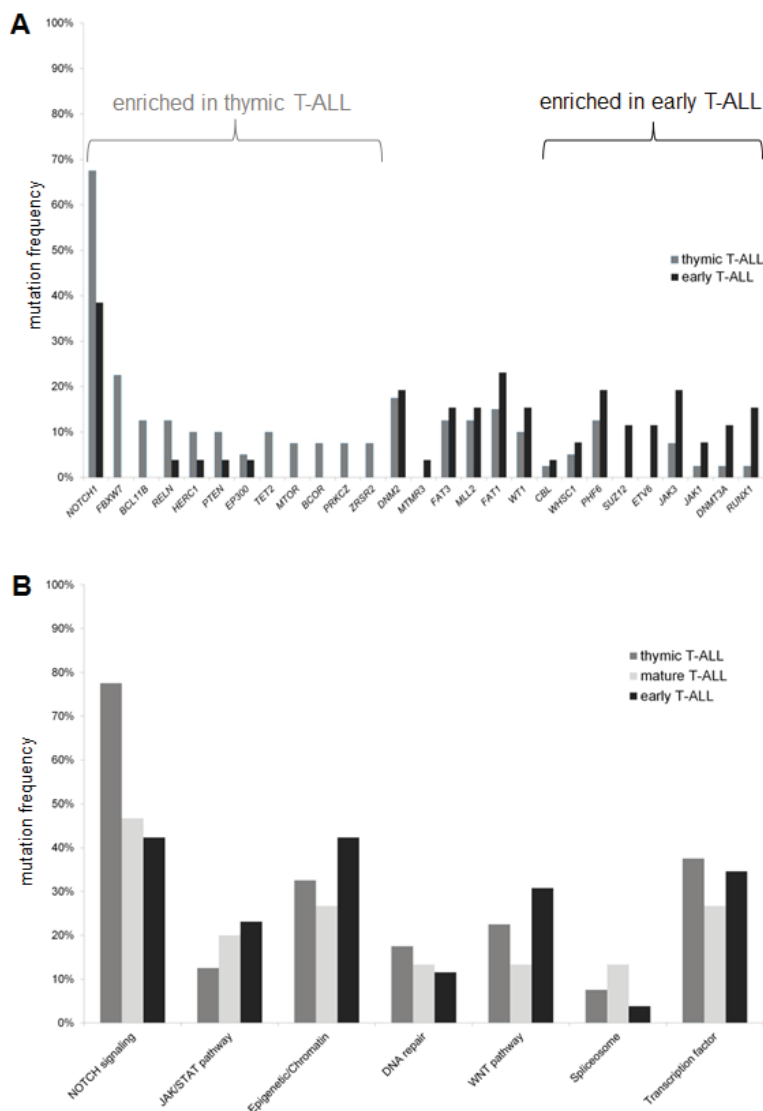 A
100%
90%
80%
70%
60%
50%
40%
30%
20%
10%
0%
mutation frequency
enriched in thymic T-ALL
enriched in early T-ALL
thymic T-ALL
early T-ALL
NOTCH1
FBXW7
BCL11B
RELN
HERC1
PTEN
EP300
TET2
MTOR
BCOR
PRKCZ
ZRSR2
DNM2
MTMR3
FAT3
MLL2
FAT1
WT1
CBL
WHSC1
PHF6
SUZ12
ETV6
JAK3
JAK1
DNMT3A
RUNX1
B
100%
90%
80%
70%
60%
50%
40%
30%
20%
10%
0%
mutation frequency
thymic T-ALL
mature T-ALL
early T-ALL
NOTCH signaling
JAK/STAT pathway
Epigenetic/Chromatin
DNA repair
WNT pathway
Spliceosome
Transcription factor